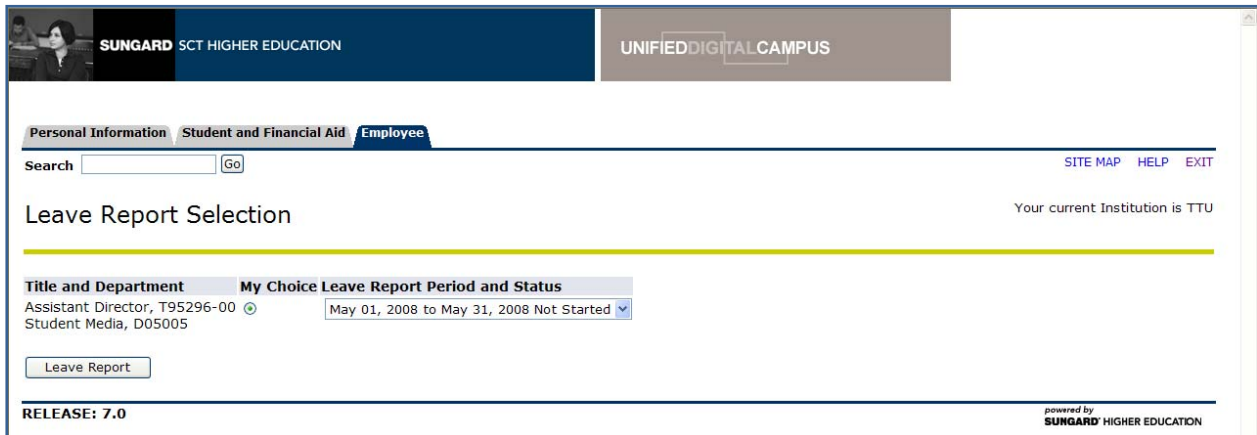 SUNGARD SCT HIGHER EDUCATION
UNIFIEDDIGITALCAMPUS
Personal Information Student and Financial Aid Employee
Search Go SITE MAP HELP EXIT
Leave Report Selection Your current Institution is TTU
Title and Department My Choice Leave Report Period and Status
Assistant Director, T95296-00 May 01, 2008 to May 31, 2008 Not Started
Student Media, D05005
Leave Report
RELEASE: 7.0 powered by
SUNGARD' HIGHER EDUCATION